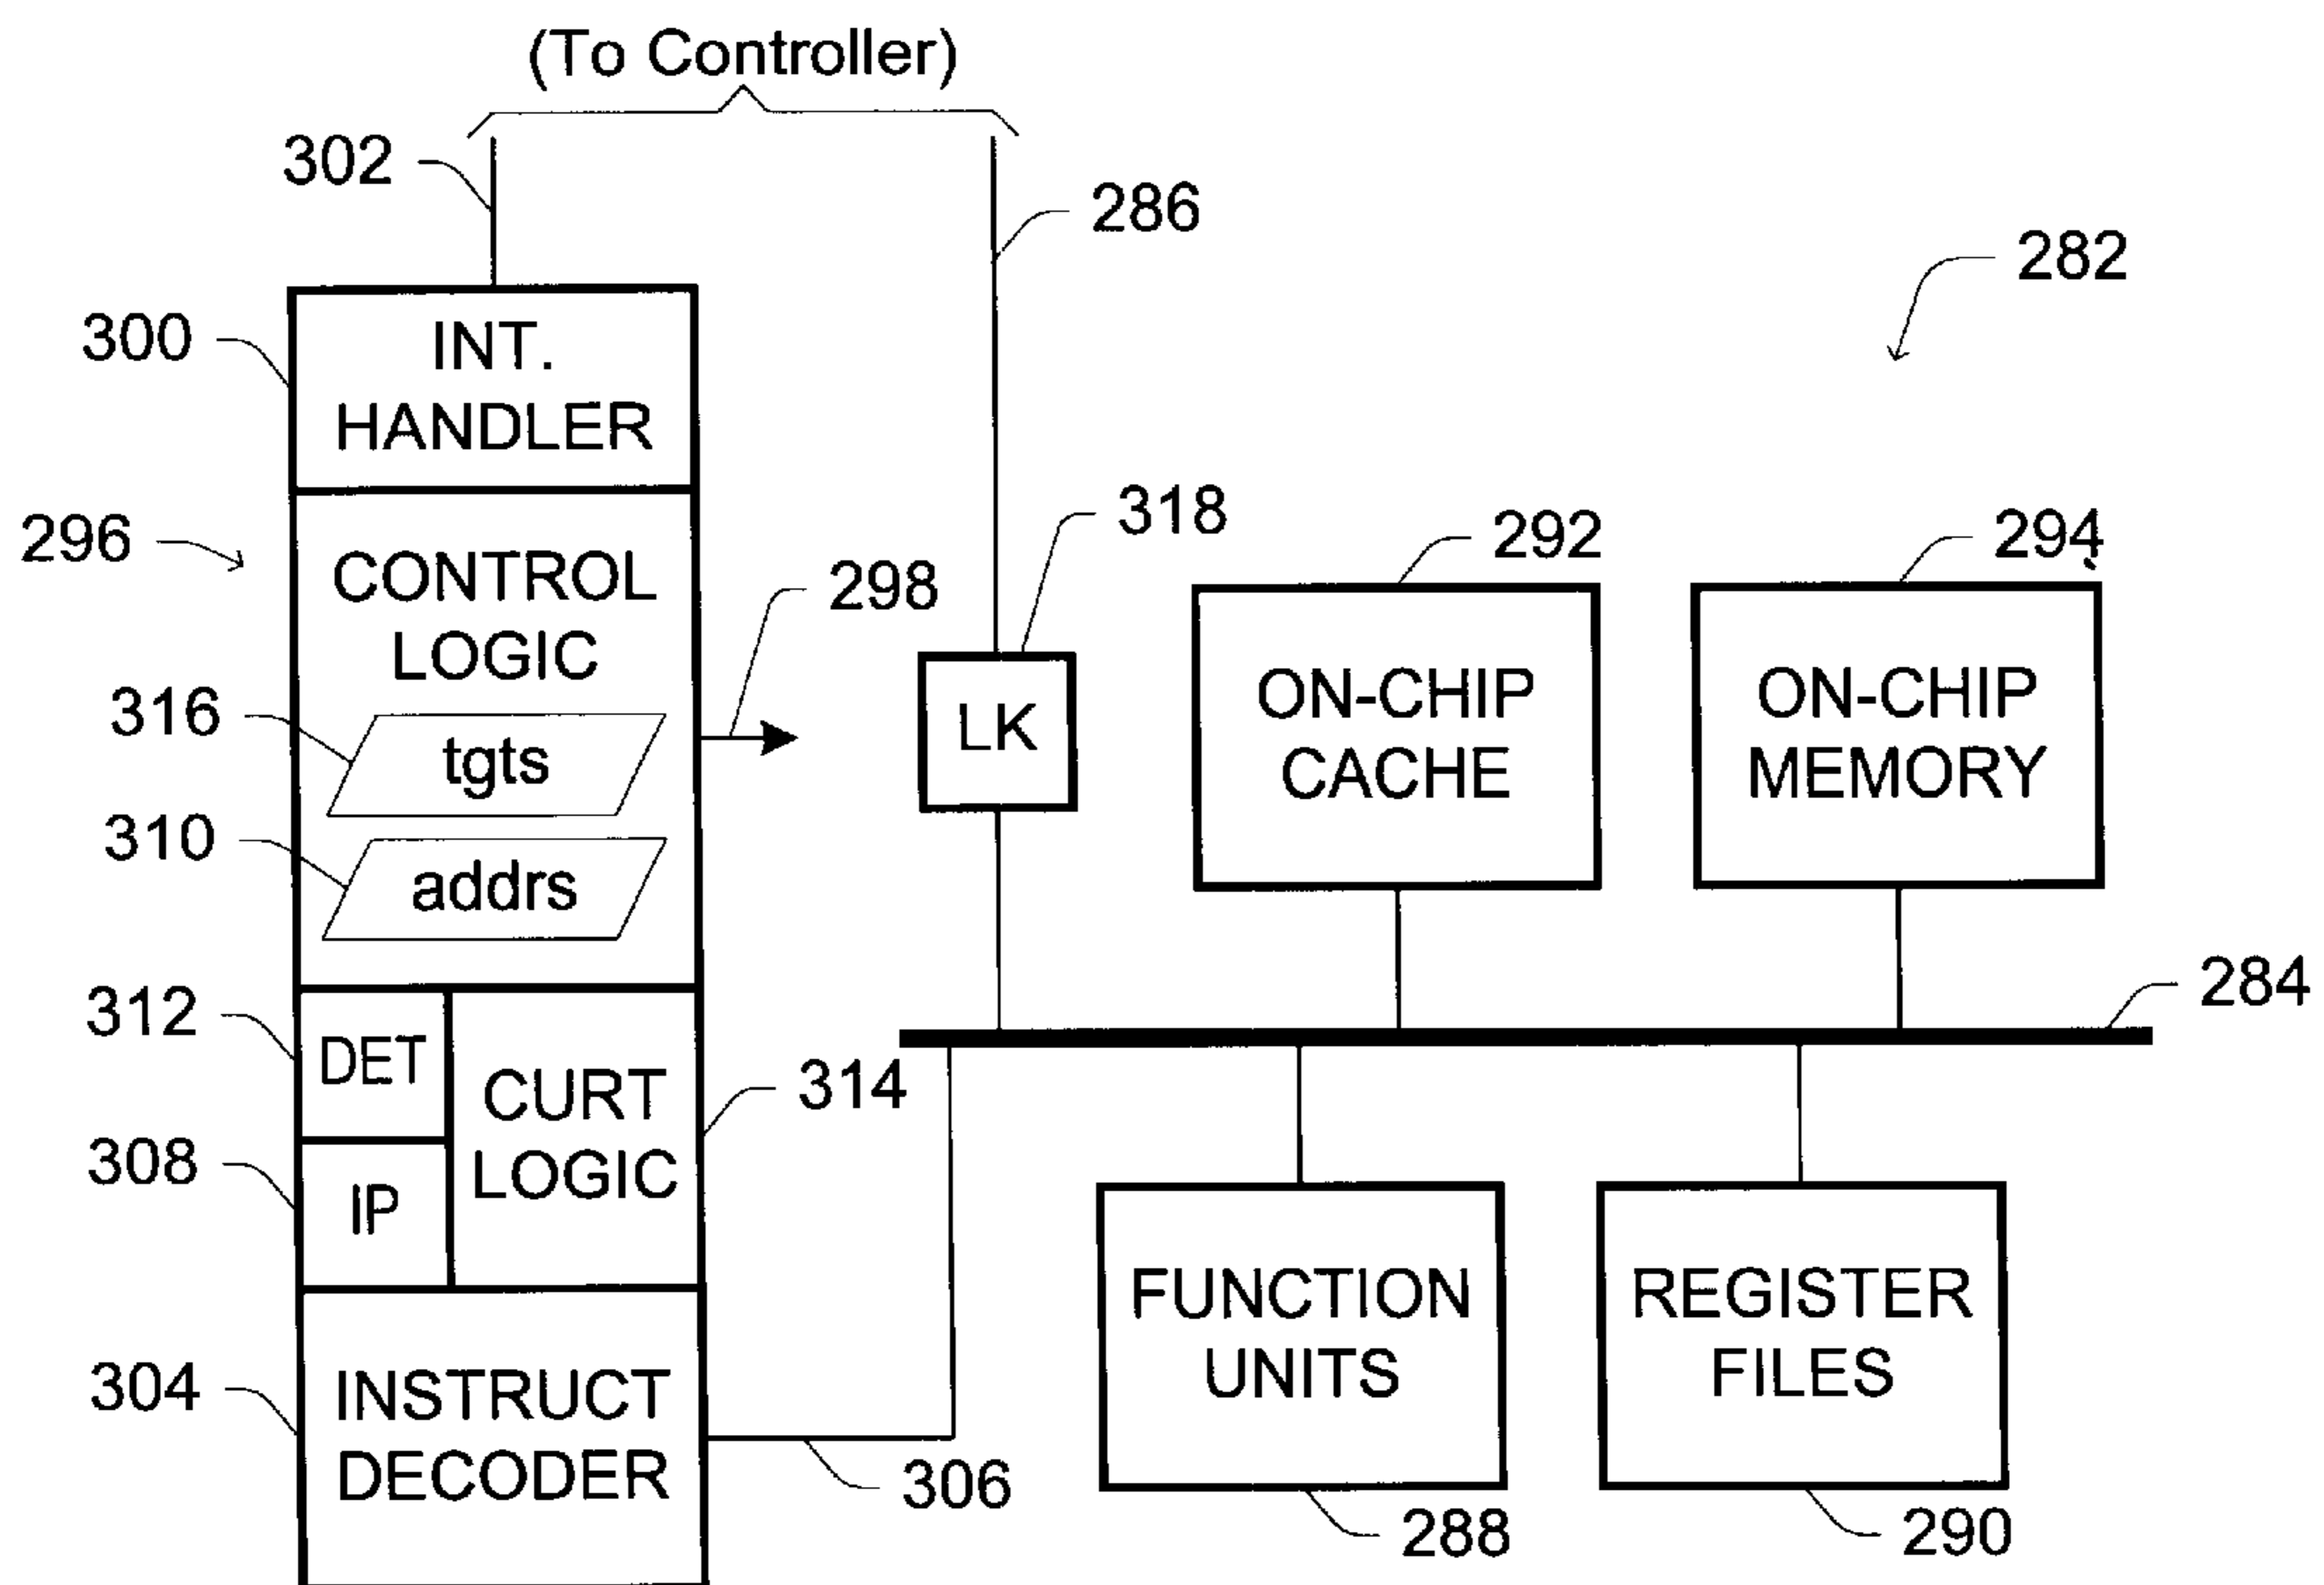 (To Controller)
302
286
282
300
INT.
HANDLER
296
CONTROL
LOGIC
298
318
292
294
316
tgts
LK
ON-CHIP
CACHE
ON-CHIP
MEMORY
310
addrs
284
312
DET
CURT
LOGIC
314
308
IP
304
INSTRUCT
DECODER
306
FUNCTION
UNITS
REGISTER
FILES
288
290